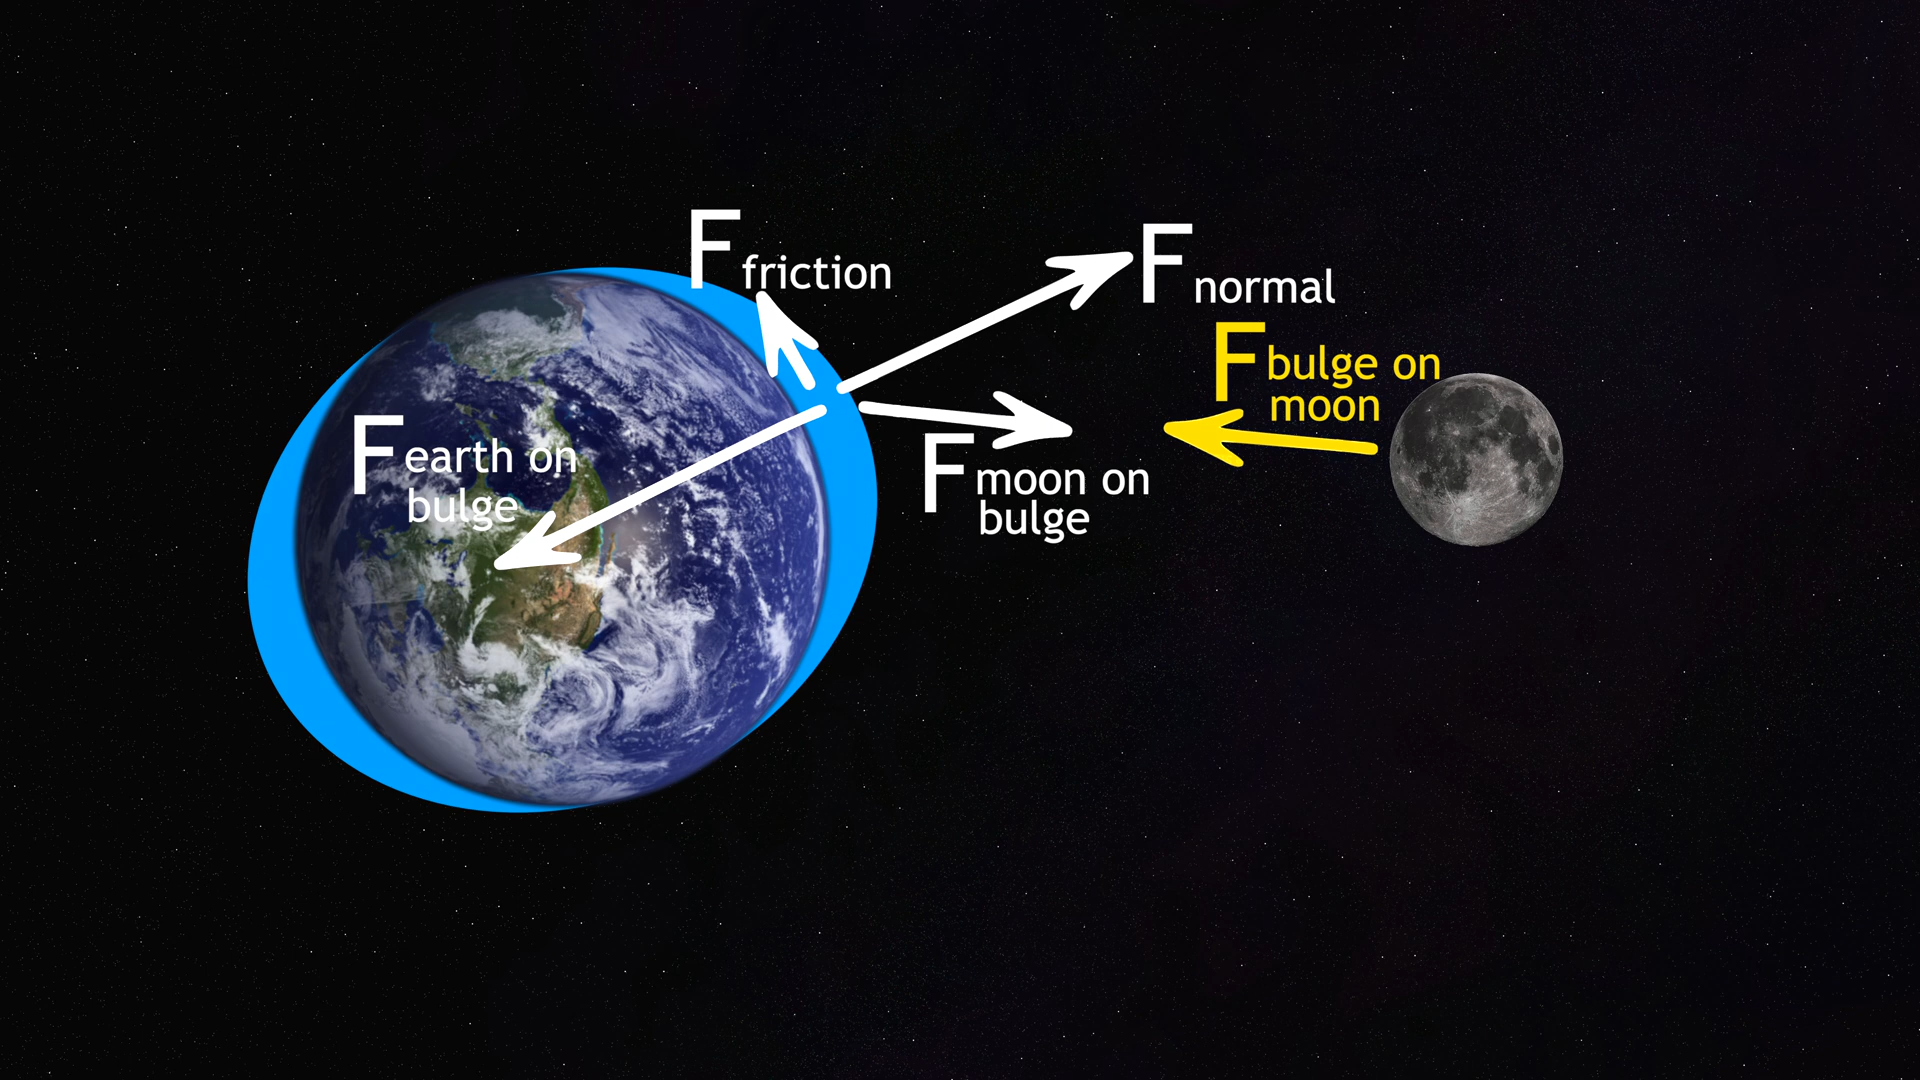 F friction
F normal
F bulge on
moon
F earth on
bulge
F moon on
bulge